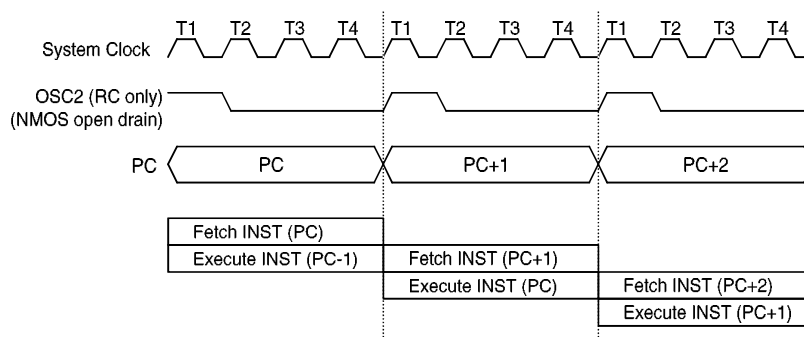 T1 T2 T3 T4 T1 T2 T3 T4 T1 T2 T3 T4
System Clock
OSC2 (RC only)
(NMOS open drain)
PC PC PC+1 PC+2
Fetch INST (PC)
Execute INST (PC-1) Fetch INST (PC+1)
Execute INST (PC) Fetch INST (PC+2)
Execute INST (PC+1)